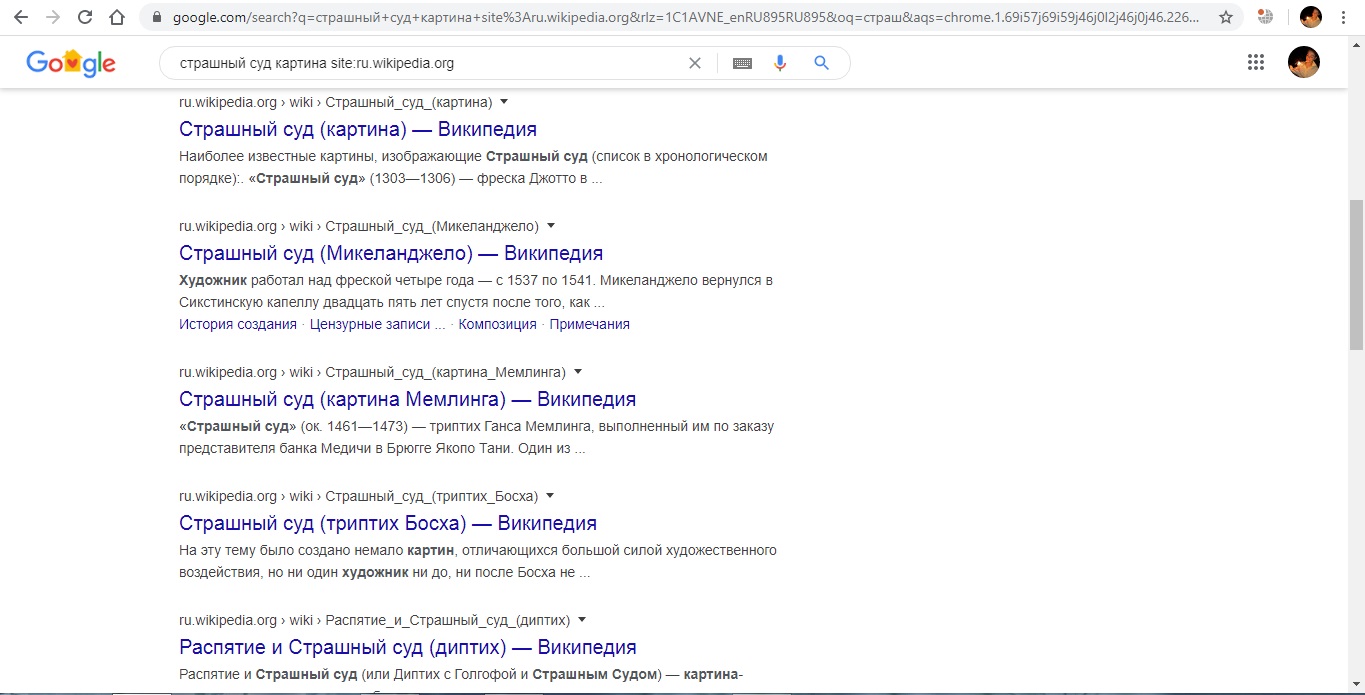 google.com/search?q=страшный+суд+картина+site%3Aru.wikipedia.org&rlz=1C1AVNE_enRU895RU895&oq=страш&aqs=chrome.1.69i57j69i59j46j0l2j46j0j46.226...
Google
страшный суд картина site:ru.wikipedia.org
ru.wikipedia.org › wiki › Страшный_суд_(картина)
Страшный суд (картина) — Википедия
Наиболее известные картины, изображающие Страшный суд (список в хронологическом
порядке):. «Страшный суд» (1303—1306) — фреска Джотто в ...
ru.wikipedia.org › wiki › Страшный_суд_(Микеланджело)
Страшный суд (Микеланджело) — Википедия
Художник работал над фреской четыре года — с 1537 по 1541. Микеланджело вернулся в
Сикстинскую капеллу двадцать пять лет спустя после того, как ...
История создания · Цензурные записи ... · Композиция · Примечания
ru.wikipedia.org › wiki › Страшный_суд_(картина_Мемлинга)
Страшный суд (картина Мемлинга) — Википедия
«Страшный суд» (ок. 1461—1473) — триптих Ганса Мемлинга, выполненный им по заказу
представителя банка Медичи в Брюгге Якопо Тани. Один из ...
ru.wikipedia.org › wiki › Страшный_суд_(триптих_Босха)
Страшный суд (триптих Босха) — Википедия
На эту тему было создано немало картин, отличающихся большой силой художественного
воздействия, но ни один художник ни до, ни после Босха не ...
ru.wikipedia.org › wiki › Распятие_и_Страшный_суд_(диптих)
Распятие и Страшный суд (диптих) — Википедия
Распятие и Страшный суд (или Диптих с Голгофой и Страшным Судом) — картина-